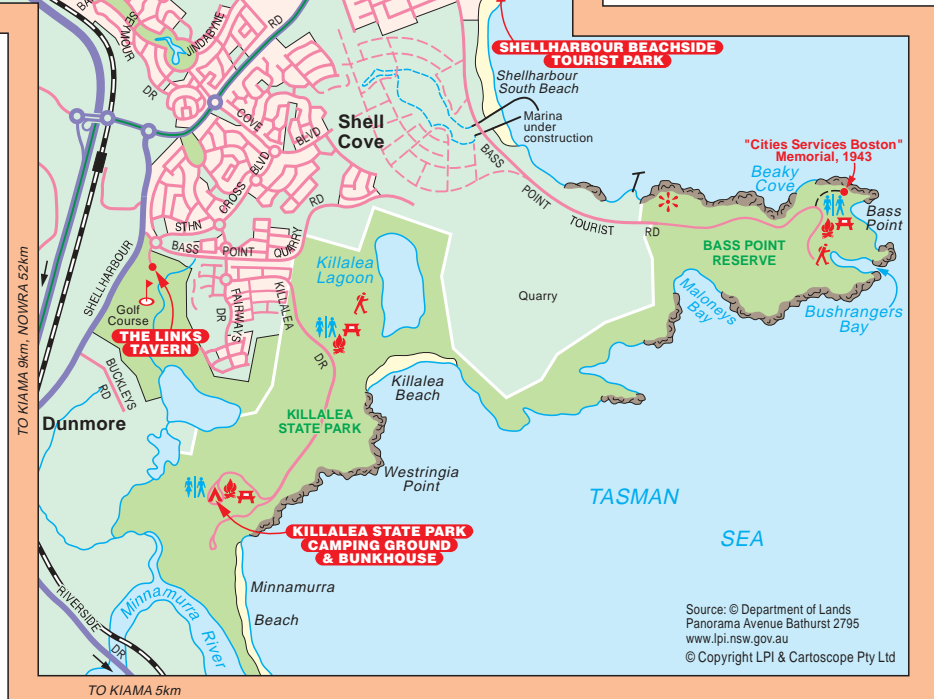 BA
SEYMOUR
DR
JINDABYNE
RD
SHELLHARBOUR BEACHSIDE
TOURIST PARK
Shellharbour
South Beach
Marina
under
construction
COVE
BLVD
Shell
Cove
"Cities Services Boston"
Memorial, 1943
Beaky
Cove
Bass
Point
BASS
POINT
TOURIST
RD
CROSS
BLVD
STHN
RD
BASS
POINT
QUARRY
BASS POINT
RESERVE
SHELLHARBOUR
Killalea
Lagoon
Quarry
Maloneys
Bay
Bushrangers
Bay
Golf
Course
FAIRWAYS
DR
KILLALEA
DR
THE LINKS
TAVERN
TO KIAMA 9km, NOWRA 52km
BUCKLEYS
RD
Killalea
Beach
Dunmore
KILLALEA
STATE PARK
Westringia
Point
TASMAN
SEA
KILLALEA STATE PARK
CAMPING GROUND
& BUNKHOUSE
Minnamurra
Beach
RIVERSIDE
DR
Minnamurra
River
Source: © Department of Lands
Panorama Avenue Bathurst 2795
www.lpi.nsw.gov.au
© Copyright LPI & Cartoscope Pty Ltd
TO KIAMA 5km